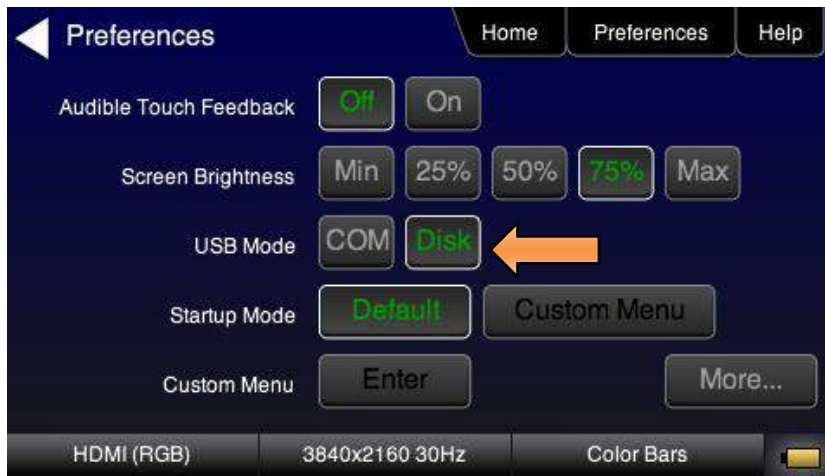 Preferences Home Preferences Help
Audible Touch Feedback Off On
Screen Brightness Min 25% 50% 75% Max
USB Mode COM Disk
Startup Mode Default Custom Menu
Custom Menu Enter More...
HDMI (RGB) 3840x2160 30Hz Color Bars